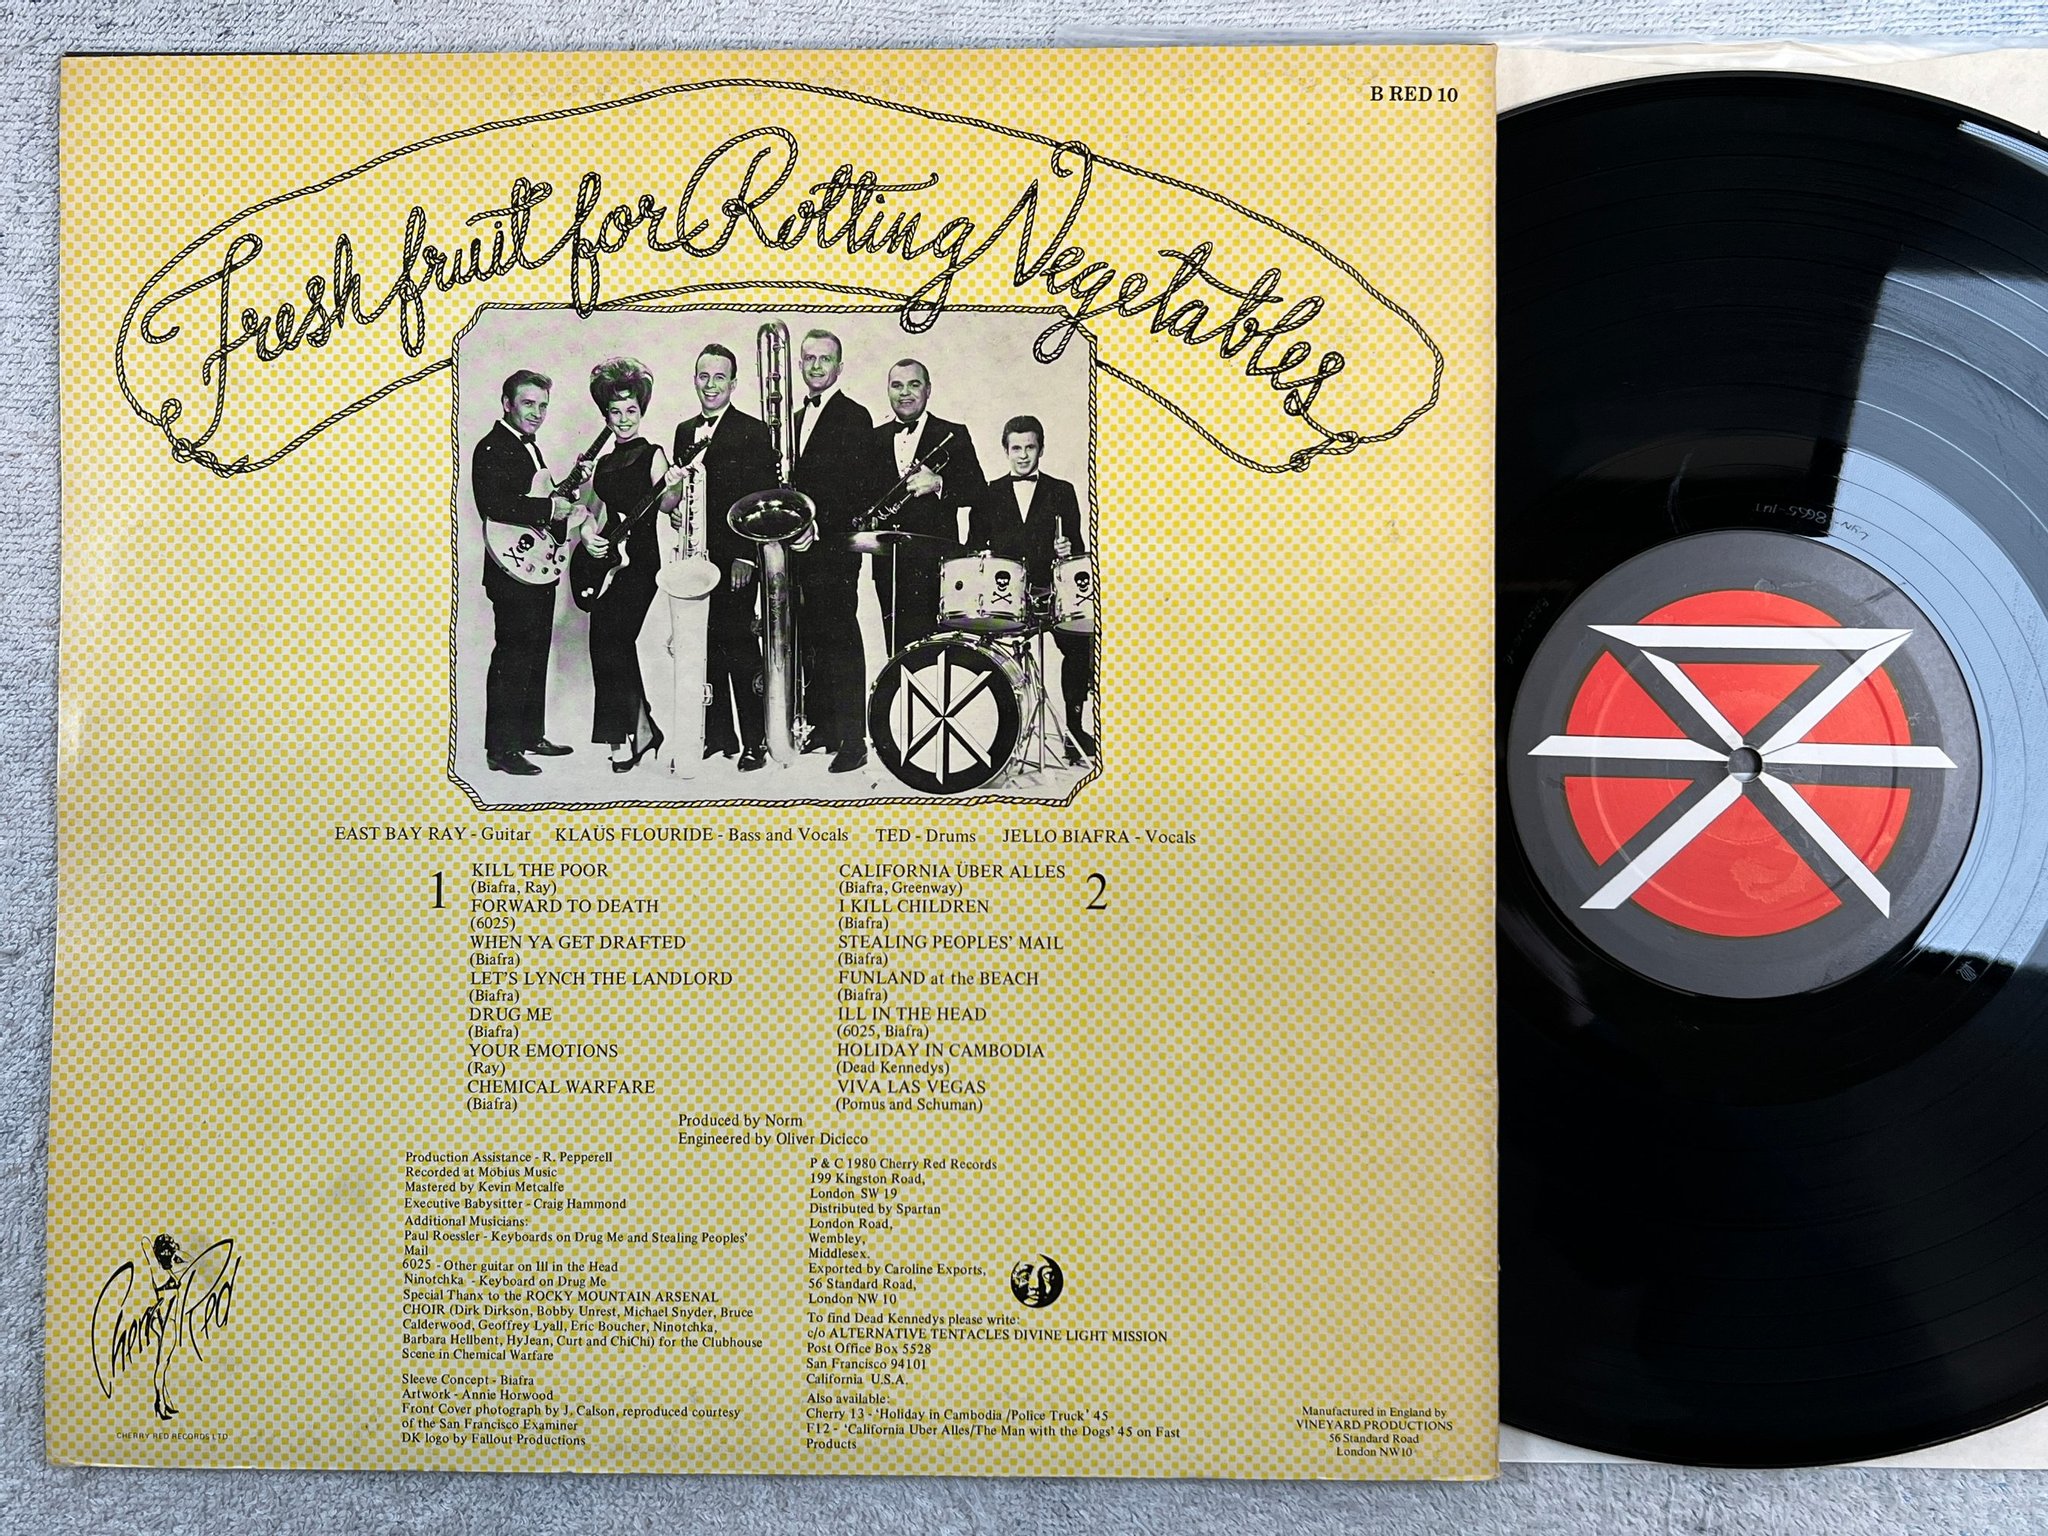 B RED 10
Fresh fruit for Rotting Vegetables
DK
EAST BAY RAY - Guitar KLAÜS FLOURIDE - Bass and Vocals TED - Drums JELLO BIAFRA - Vocals
1
KILL THE POOR
(Biafra, Ray)
FORWARD TO DEATH
(6025)
WHEN YA GET DRAFTED
(Biafra)
LET'S LYNCH THE LANDLORD
(Biafra)
DRUG ME
(Biafra)
YOUR EMOTIONS
(Ray)
CHEMICAL WARFARE
(Biafra)
2
CALIFORNIA ÜBER ALLES
(Biafra, Greenway)
I KILL CHILDREN
(Biafra)
STEALING PEOPLES' MAIL
(Biafra)
FUNLAND at the BEACH
(Biafra)
ILL IN THE HEAD
(6025, Biafra)
HOLIDAY IN CAMBODIA
(Dead Kennedys)
VIVA LAS VEGAS
(Pomus and Schuman)
Produced by Norm
Engineered by Oliver Dicicco
Production Assistance - R. Pepperell
Recorded at Möbius Music
Mastered by Kevin Metcalfe
Executive Babysitter - Craig Hammond
Additional Musicians:
Paul Roessler - Keyboards on Drug Me and Stealing Peoples'
Mail
6025 - Other guitar on Ill in the Head
Ninotchka - Keyboard on Drug Me
Special Thanx to the ROCKY MOUNTAIN ARSENAL
CHOIR (Dirk Dirkson, Bobby Unrest, Michael Snyder, Bruce
Calderwood, Geoffrey Lyall, Eric Boucher, Ninotchka,
Barbara Hellbent, HyJean, Curt and ChiChi) for the Clubhouse
Scene in Chemical Warfare
Sleeve Concept - Biafra
Artwork - Annie Horwood
Front Cover photograph by J. Calson, reproduced courtesy
of the San Francisco Examiner
DK logo by Fallout Productions
P & C 1980 Cherry Red Records
199 Kingston Road,
London SW 19
Distributed by Spartan
London Road,
Wembley,
Middlesex.
Exported by Caroline Exports,
56 Standard Road,
London NW 10
To find Dead Kennedys please write:
c/o ALTERNATIVE TENTACLES DIVINE LIGHT MISSION
Post Office Box 5528
San Francisco 94101
California U.S.A.
Also available:
Cherry 13 - 'Holiday in Cambodia /Police Truck' 45
F12 - 'California Uber Alles/The Man with the Dogs' 45 on Fast
Products
Cherry Red
CHERRY RED RECORDS LTD
Manufactured in England by
VINEYARD PRODUCTIONS
56 Standard Road
London NW10